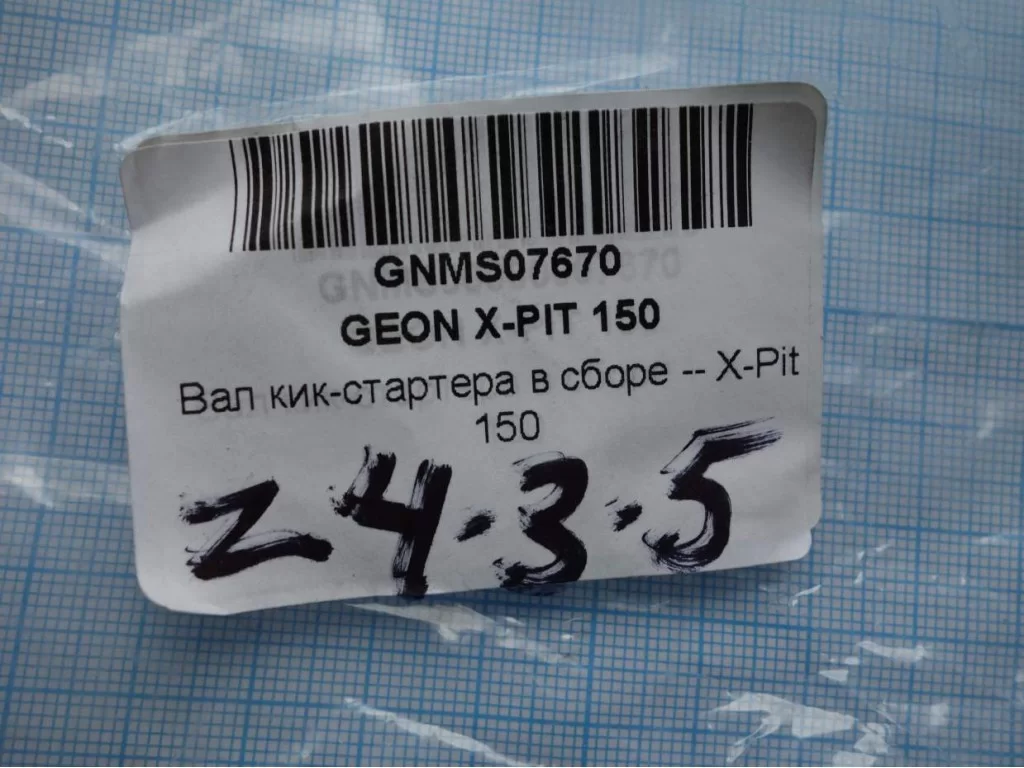 GNMS07670
GEON X-PIT 150
Вал кик-стартера в сборе -- X-Pit
150
Z4.3.5